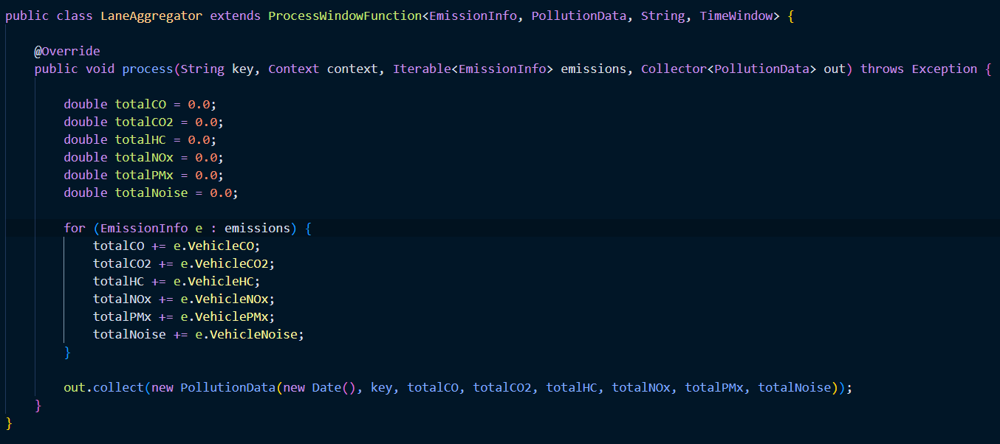 public class LaneAggregator extends ProcessWindowFunction<EmissionInfo, PollutionData, String, TimeWindow> {
@Override
public void process(String key, Context context, Iterable<EmissionInfo> emissions, Collector<PollutionData> out) throws Exception {
double totalCO = 0.0;
double totalCO2 = 0.0;
double totalHC = 0.0;
double totalNOx = 0.0;
double totalPMx = 0.0;
double totalNoise = 0.0;
for (EmissionInfo e : emissions) {
totalCO += e.VehicleCO;
totalCO2 += e.VehicleCO2;
totalHC += e.VehicleHC;
totalNOx += e.VehicleNOx;
totalPMx += e.VehiclePMx;
totalNoise += e.VehicleNoise;
}
out.collect(new PollutionData(new Date(), key, totalCO, totalCO2, totalHC, totalNOx, totalPMx, totalNoise));
}
}